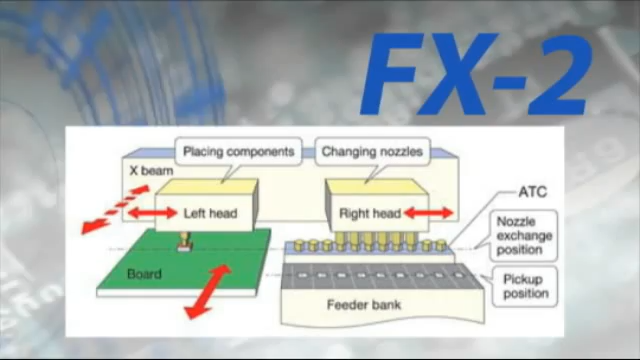 FX-2
Placing components
Changing nozzles
X beam
Left head
Right head
ATC
Nozzle
exchange
position
Board
Pickup
position
Feeder bank